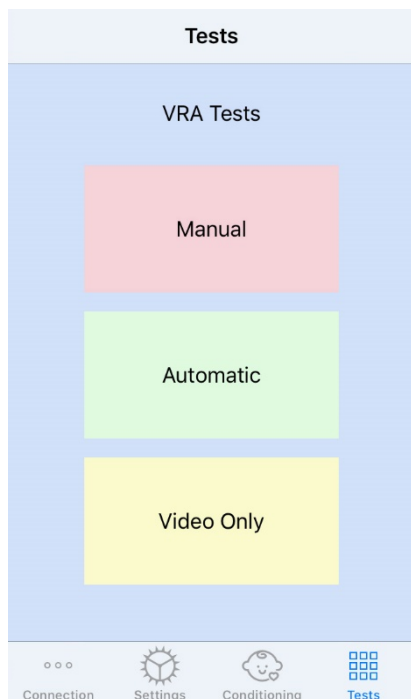 Tests
VRA Tests
Manual
Automatic
Video Only
Connection Settings Conditioning Tests